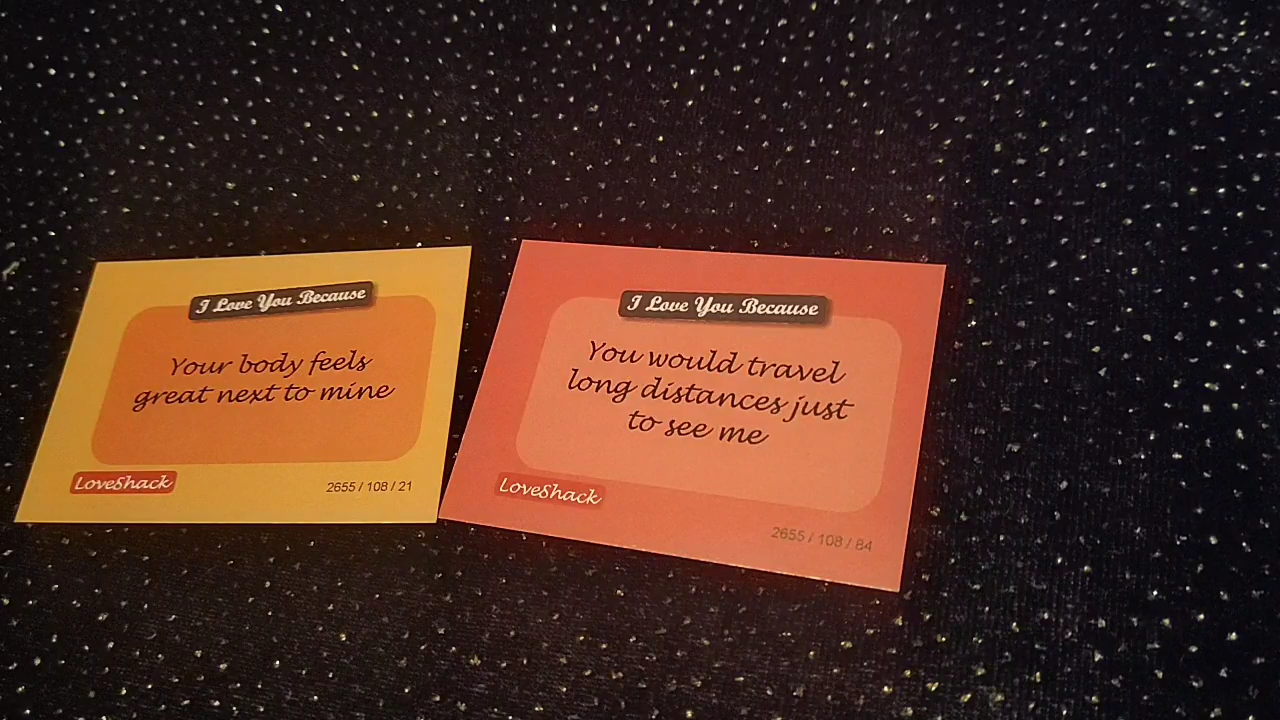 I Love You Because
Your body feels
great next to mine
LoveShack
2655 / 108 / 21
I Love You Because
You would travel
long distances just
to see me
LoveShack
2655 / 108 / 84